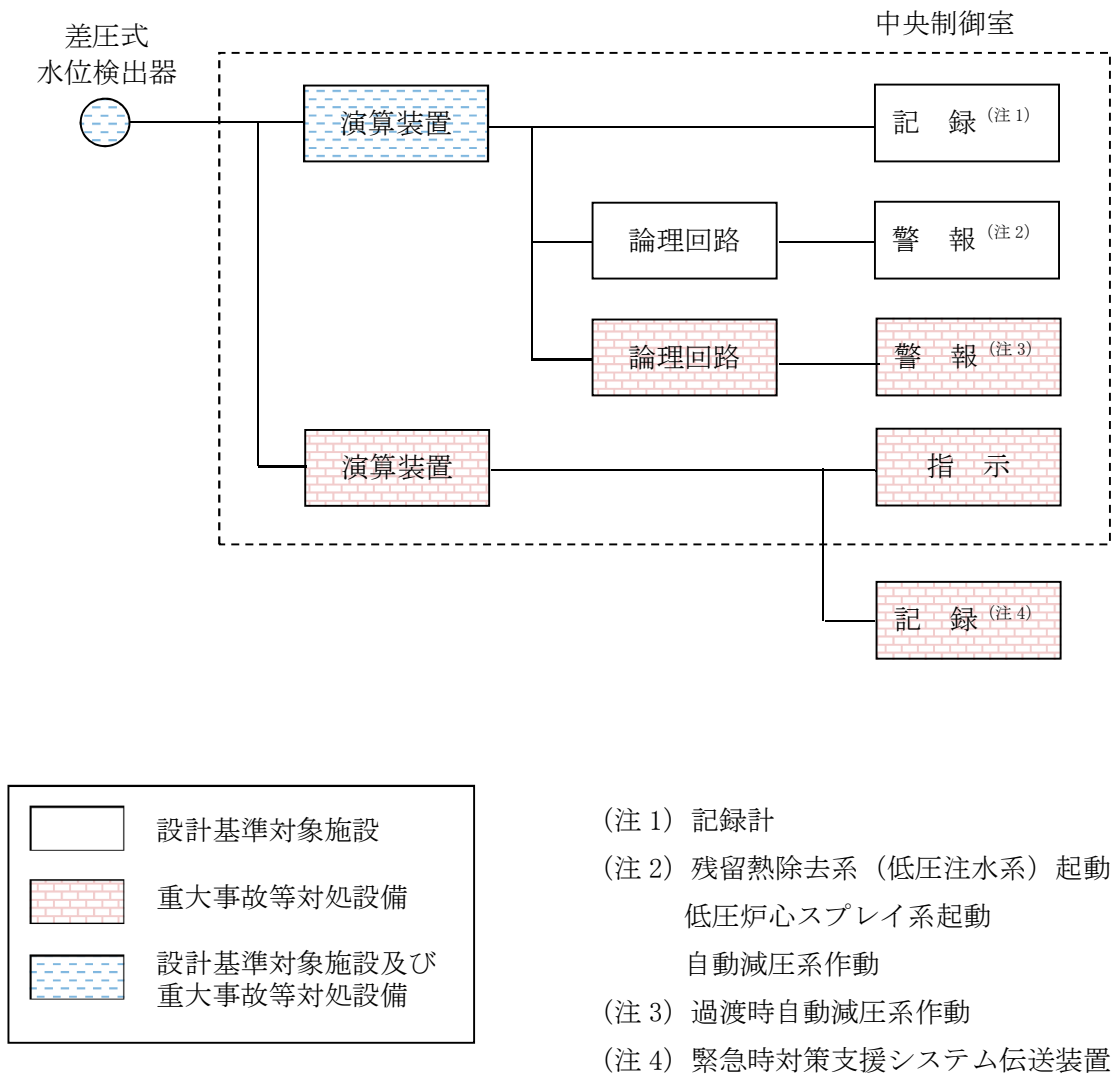 中央制御室
差圧式
水位検出器
演算装置
記　録（注1）
論理回路
警　報（注2）
論理回路
警　報（注3）
演算装置
指　示
記　録（注4）
設計基準対象施設
重大事故等対処設備
設計基準対象施設及び
重大事故等対処設備
（注1）記録計
（注2）残留熱除去系（低圧注水系）起動
低圧炉心スプレイ系起動
自動減圧系作動
（注3）過渡時自動減圧系作動
（注4）緊急時対策支援システム伝送装置